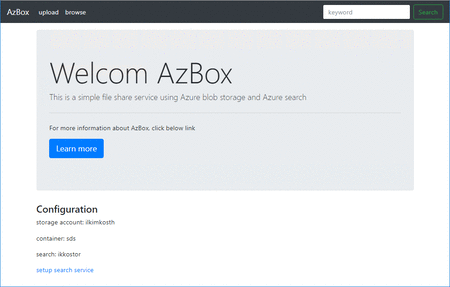 AzBox upload browse keyword Search
Welcom AzBox
This is a simple file share service using Azure blob storage and Azure search
For more information about AzBox, click below link
Learn more
Configuration
storage account: ilkimkosth
container: sds
search: ikkostor
setup search service